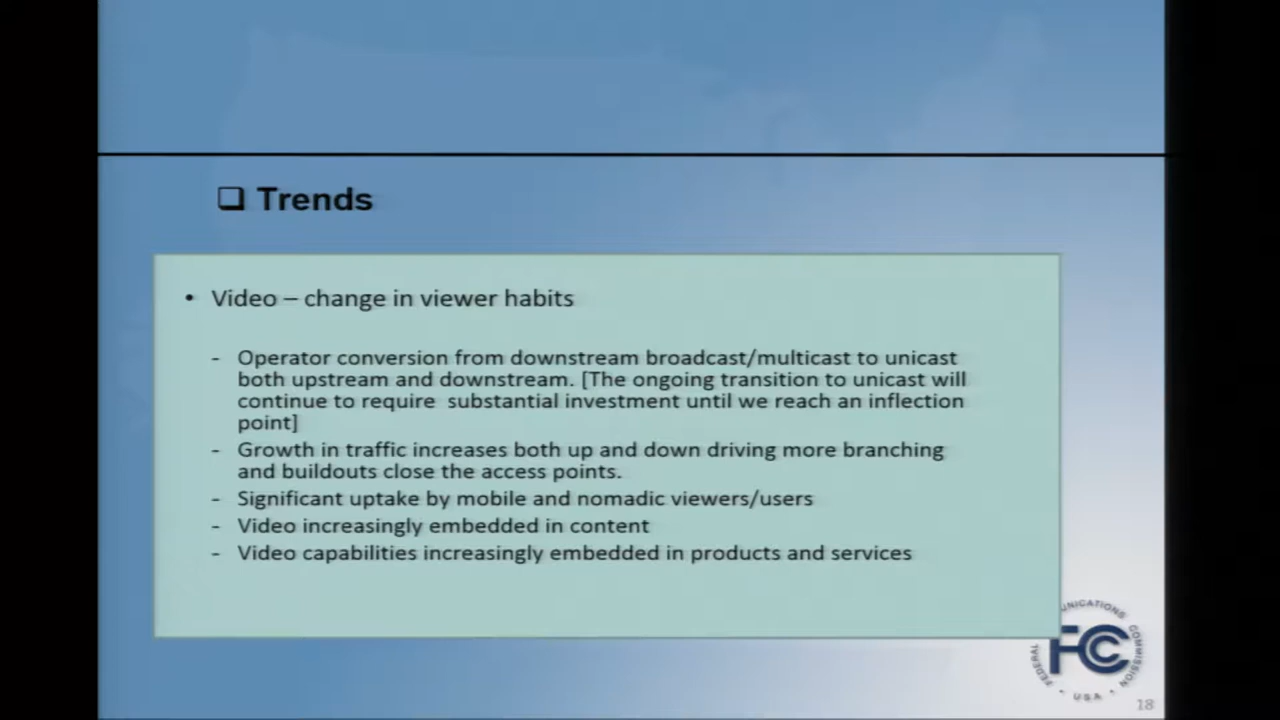 ❑ Trends
• Video – change in viewer habits
- Operator conversion from downstream broadcast/multicast to unicast
both upstream and downstream. [The ongoing transition to unicast will
continue to require substantial investment until we reach an inflection
point]
- Growth in traffic increases both up and down driving more branching
and buildouts close the access points.
- Significant uptake by mobile and nomadic viewers/users
- Video increasingly embedded in content
- Video capabilities increasingly embedded in products and services
FEDERAL COMMISSION
FCC
• USA •
18